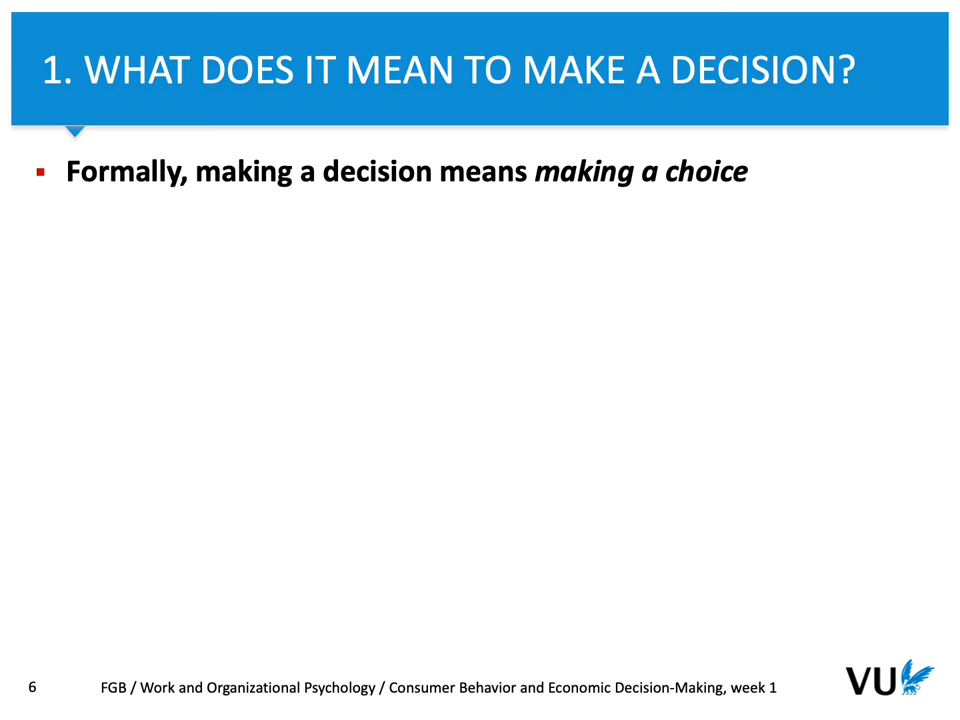 1. WHAT DOES IT MEAN TO MAKE A DECISION?
▪ Formally, making a decision means making a choice
6 FGB / Work and Organizational Psychology / Consumer Behavior and Economic Decision-Making, week 1
VU